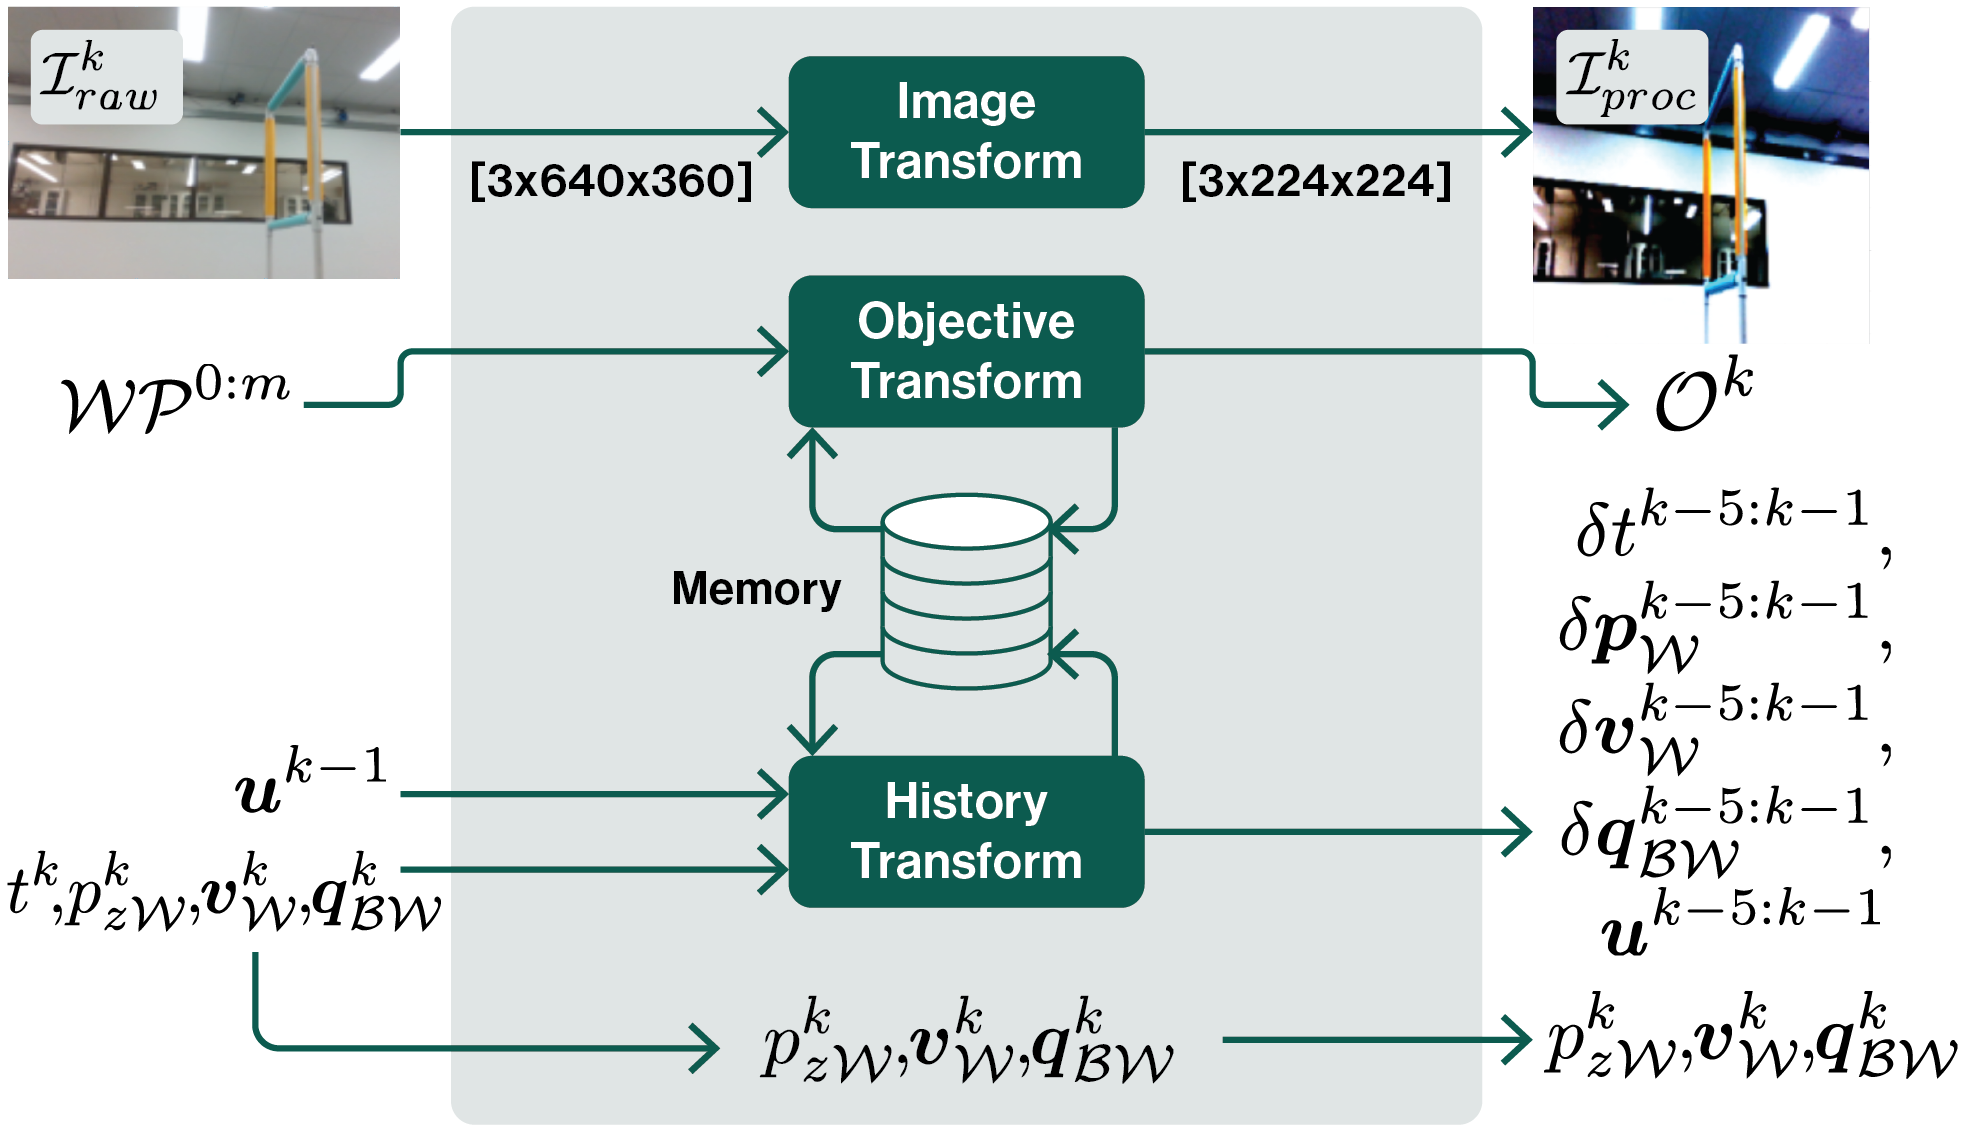 $\mathcal{I}^{k}_{raw}$
Image
Transform
[3x640x360]
[3x224x224]
$\mathcal{I}^{k}_{proc}$
Objective
Transform
$\mathcal{WP}^{0:m}$
$\mathcal{O}^{k}$
Memory
$\delta t^{k-5:k-1},$
$\delta \boldsymbol{p}_{\mathcal{W}}^{k-5:k-1},$
$\delta \boldsymbol{v}_{\mathcal{W}}^{k-5:k-1},$
$\delta \boldsymbol{q}_{\mathcal{BW}}^{k-5:k-1},$
$\boldsymbol{u}^{k-5:k-1}$
$\boldsymbol{u}^{k-1}$
$t^{k}, p_{z\mathcal{W}}^{k}, \boldsymbol{v}_{\mathcal{W}}^{k}, \boldsymbol{q}_{\mathcal{BW}}^{k}$
History
Transform
$p_{z\mathcal{W}}^{k}, \boldsymbol{v}_{\mathcal{W}}^{k}, \boldsymbol{q}_{\mathcal{BW}}^{k}$
$p_{z\mathcal{W}}^{k}, \boldsymbol{v}_{\mathcal{W}}^{k}, \boldsymbol{q}_{\mathcal{BW}}^{k}$